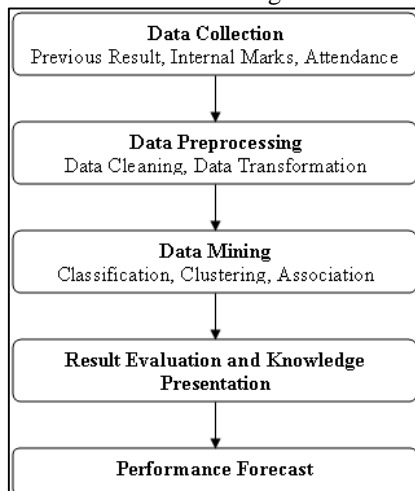 Data Collection
Previous Result, Internal Marks, Attendance
Data Preprocessing
Data Cleaning, Data Transformation
Data Mining
Classification, Clustering, Association
Result Evaluation and Knowledge
Presentation
Performance Forecast